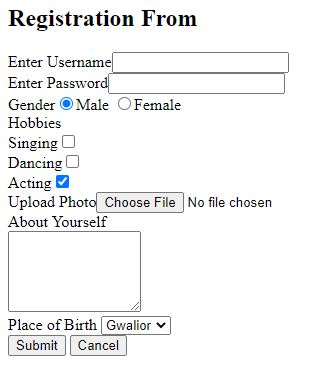 Registration From
Enter Username
Enter Password
Gender Male Female
Hobbies
Singing
Dancing
Acting
Upload Photo Choose File No file chosen
About Yourself
Place of Birth Gwalior
Submit Cancel